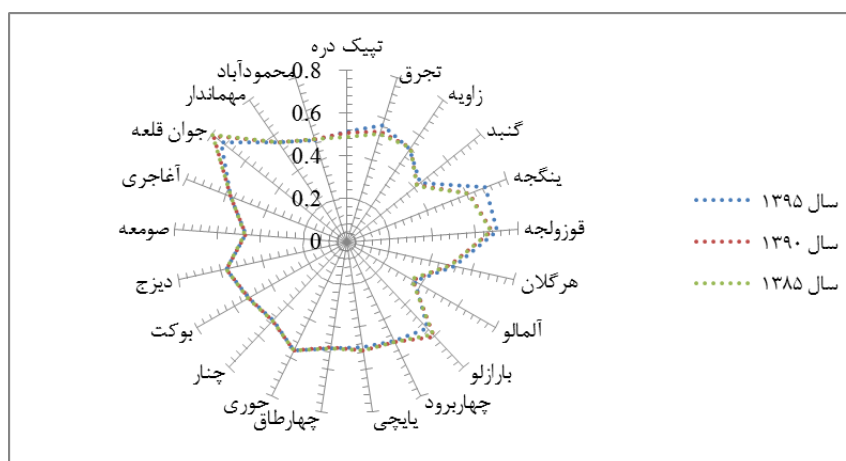 تپیک دره
تجرق
زاویه
گنبد
ینگجه
قوزولجه
هرگلان
آلمالو
بارازلو
چهاربرود
یایچی
چهارطاق
حوری
چنار
بوکت
دیزج
صومعه
آغاجری
جوان قلعه
مهماندار
محمودآباد
0.8
0.6
0.4
0.2
0
سال ۱۳۹۵
سال ۱۳۹۰
سال ۱۳۸۵